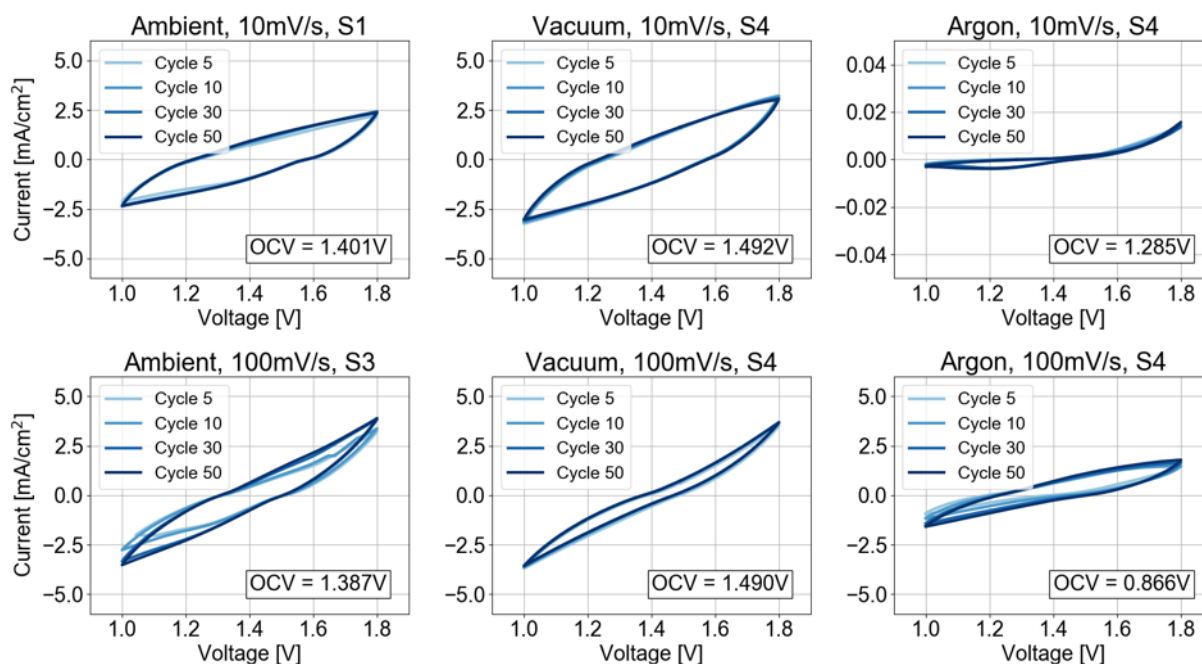 Ambient, 10mV/s, S1
Current [mA/cm²]
5.0
2.5
0.0
−2.5
−5.0
Cycle 5
Cycle 10
Cycle 30
Cycle 50
OCV = 1.401V
1.0 1.2 1.4 1.6 1.8
Voltage [V]
Vacuum, 10mV/s, S4
5.0
2.5
0.0
−2.5
−5.0
Cycle 5
Cycle 10
Cycle 30
Cycle 50
OCV = 1.492V
1.0 1.2 1.4 1.6 1.8
Voltage [V]
Argon, 10mV/s, S4
0.04
0.02
0.00
−0.02
−0.04
Cycle 5
Cycle 10
Cycle 30
Cycle 50
OCV = 1.285V
1.0 1.2 1.4 1.6 1.8
Voltage [V]
Ambient, 100mV/s, S3
Current [mA/cm²]
5.0
2.5
0.0
−2.5
−5.0
Cycle 5
Cycle 10
Cycle 30
Cycle 50
OCV = 1.387V
1.0 1.2 1.4 1.6 1.8
Voltage [V]
Vacuum, 100mV/s, S4
5.0
2.5
0.0
−2.5
−5.0
Cycle 5
Cycle 10
Cycle 30
Cycle 50
OCV = 1.490V
1.0 1.2 1.4 1.6 1.8
Voltage [V]
Argon, 100mV/s, S4
5.0
2.5
0.0
−2.5
−5.0
Cycle 5
Cycle 10
Cycle 30
Cycle 50
OCV = 0.866V
1.0 1.2 1.4 1.6 1.8
Voltage [V]